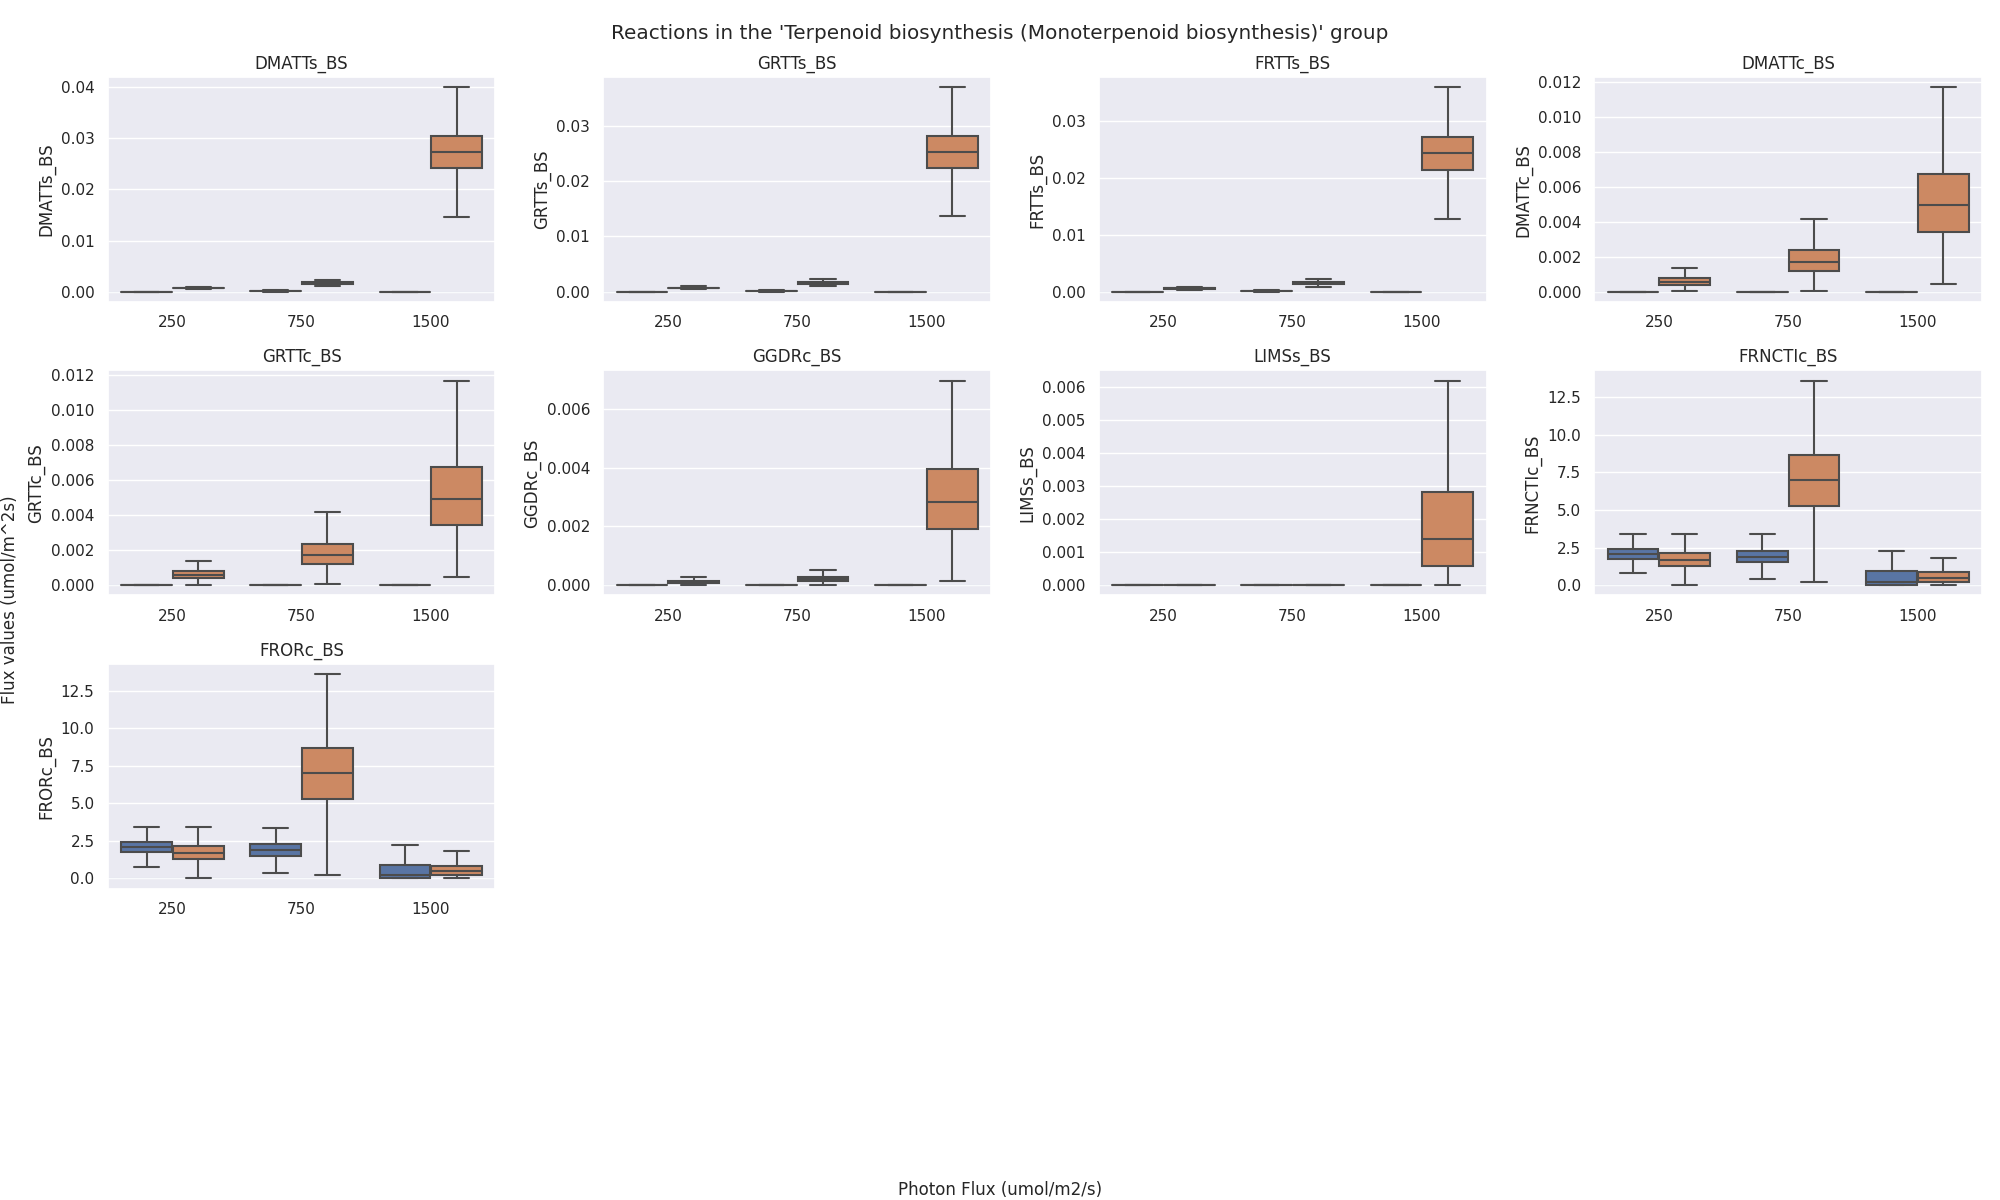 Reactions in the 'Terpenoid biosynthesis (Monoterpenoid biosynthesis)' group
DMATTs_BS
DMATTs_BS
0.04
0.03
0.02
0.01
0.00
250 750 1500
GRTTs_BS
GRTTs_BS
0.03
0.02
0.01
0.00
250 750 1500
FRTTs_BS
FRTTs_BS
0.03
0.02
0.01
0.00
250 750 1500
DMATTc_BS
DMATTc_BS
0.012
0.010
0.008
0.006
0.004
0.002
0.000
250 750 1500
GRTTc_BS
GRTTc_BS
0.012
0.010
0.008
0.006
0.004
0.002
0.000
250 750 1500
GGDRc_BS
GGDRc_BS
0.006
0.004
0.002
0.000
250 750 1500
LIMSs_BS
LIMSs_BS
0.006
0.005
0.004
0.003
0.002
0.001
0.000
250 750 1500
FRNCTIc_BS
FRNCTIc_BS
12.5
10.0
7.5
5.0
2.5
0.0
250 750 1500
FRORc_BS
FRORc_BS
12.5
10.0
7.5
5.0
2.5
0.0
250 750 1500
Flux values (umol/m^2s)
Photon Flux (umol/m2/s)